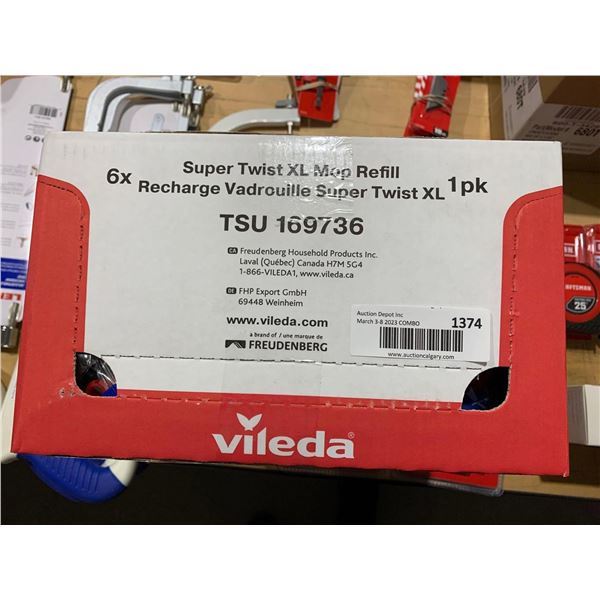 6x
Super Twist XL Mop Refill
Recharge Vadrouille Super Twist XL
1pk
TSU 169736
CA Freudenberg Household Products Inc.
Laval (Québec) Canada H7M 5G4
1-866-VILEDA1, www.vileda.ca
DE FHP Export GmbH
69448 Weinheim
www.vileda.com
a brand of / une marque de
FREUDENBERG
Auction Depot Inc
March 3-8 2023 COMBO
1374
www.auctioncalgary.com
vileda
6801
CRAFTSMAN
25